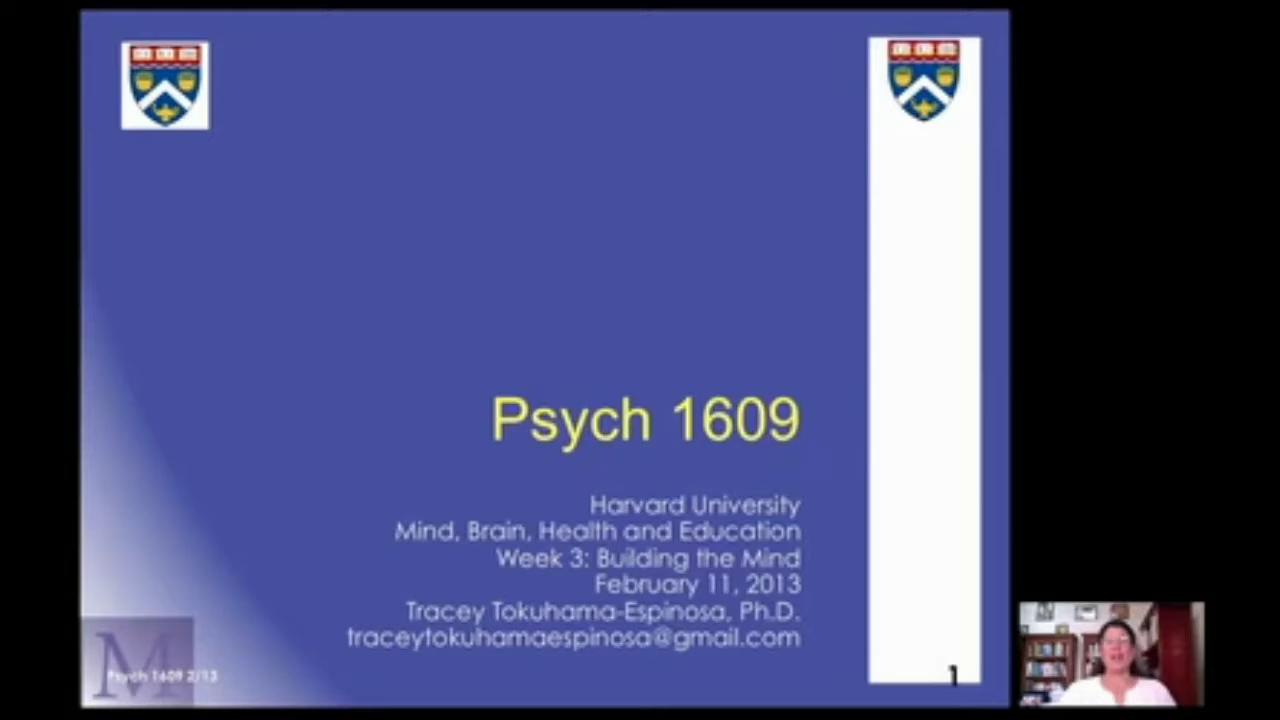 Psych 1609
Harvard University
Mind, Brain, Health and Education
Week 3: Building the Mind
February 11, 2013
Tracey Tokuhama-Espinosa, Ph.D.
traceytokuhamaespinosa@gmail.com
M
Psych 1609 2/13
1